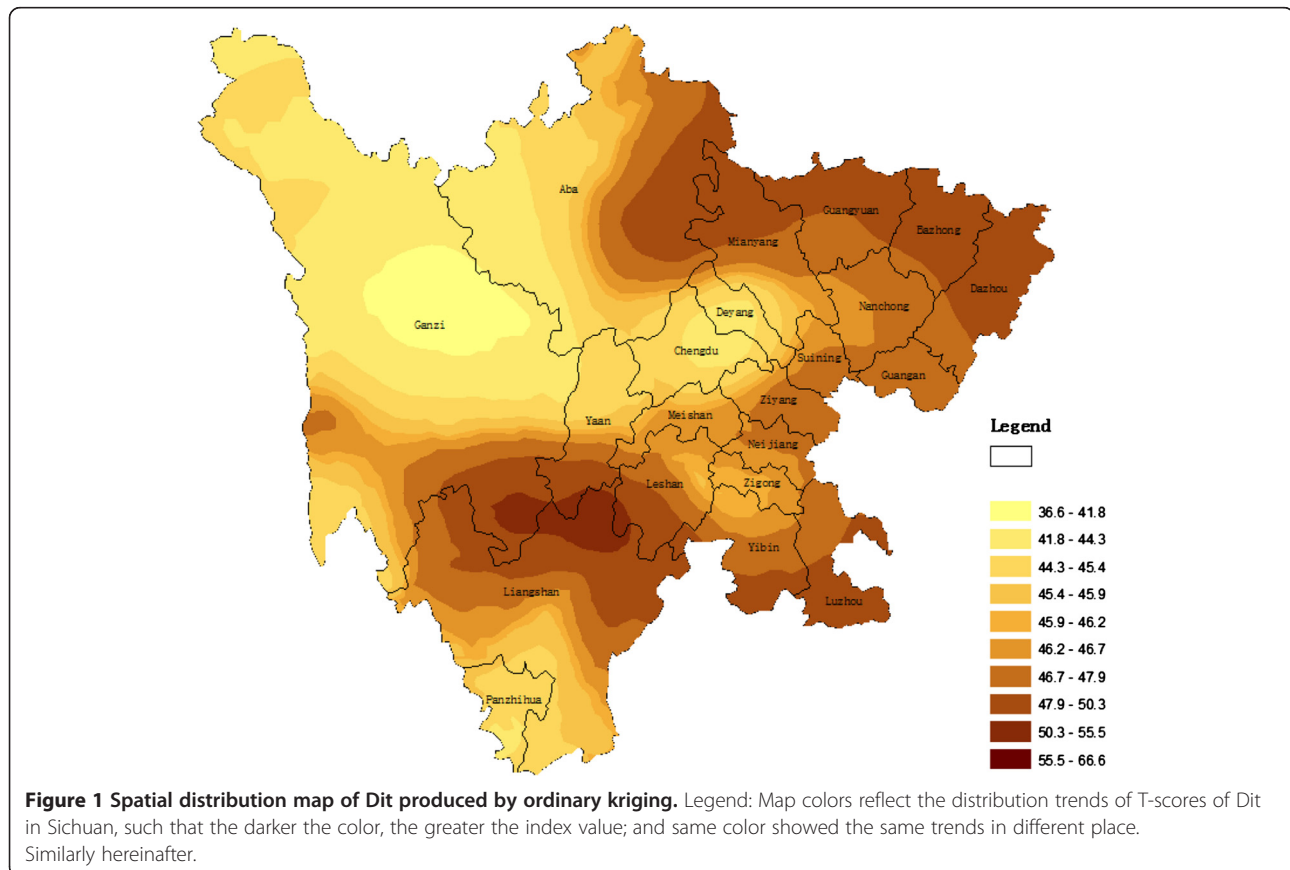 Aba
Guangyuan
Bazhong
Mianyang
Dazhou
Nanchong
Deyang
Ganzi
Chengdu
Suining
Guangan
Ziyang
Meishan
Yaan
Neijiang
Leshan
Zigong
Yibin
Liangshan
Luzhou
Panzhihua
Legend
36.6 - 41.8
41.8 - 44.3
44.3 - 45.4
45.4 - 45.9
45.9 - 46.2
46.2 - 46.7
46.7 - 47.9
47.9 - 50.3
50.3 - 55.5
55.5 - 66.6
Figure 1 Spatial distribution map of Dit produced by ordinary kriging. Legend: Map colors reflect the distribution trends of T-scores of Dit
in Sichuan, such that the darker the color, the greater the index value; and same color showed the same trends in different place.
Similarly hereinafter.